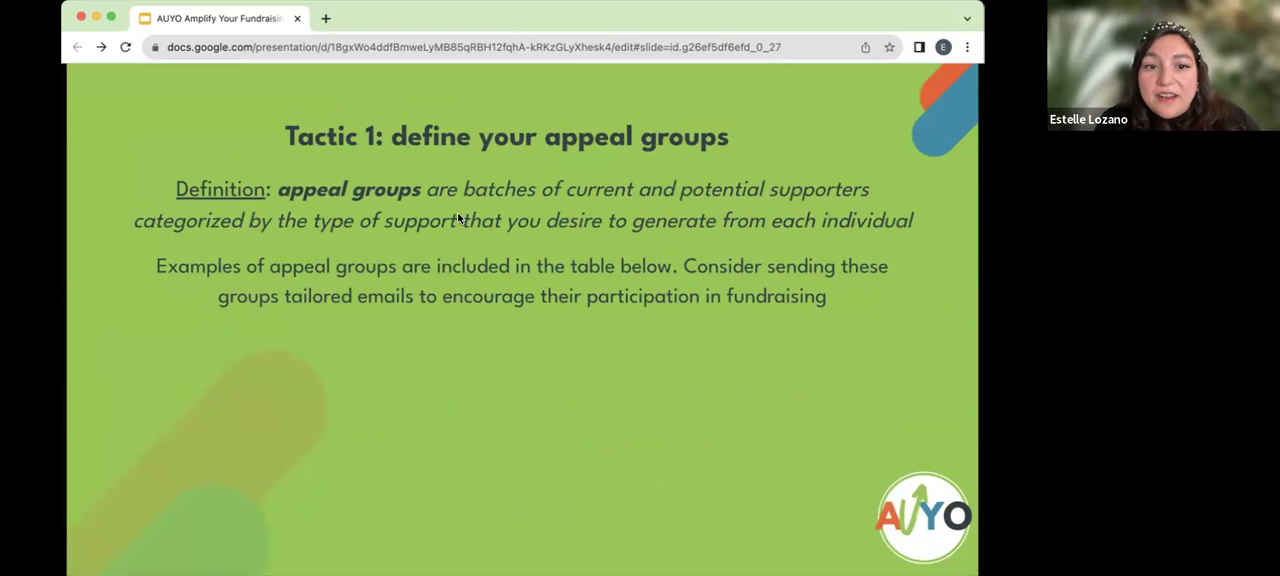 AUYO Amplify Your Fundraisin
docs.google.com/presentation/d/18gxWo4ddfBmweLyMB85qRBH12fqhA-kRKzGLyXhesk4/edit#slide=id.g26ef5df6efd_0_27
E
Estelle Lozano
Tactic 1: define your appeal groups
Definition: appeal groups are batches of current and potential supporters
categorized by the type of support that you desire to generate from each individual
Examples of appeal groups are included in the table below. Consider sending these
groups tailored emails to encourage their participation in fundraising
AUYO